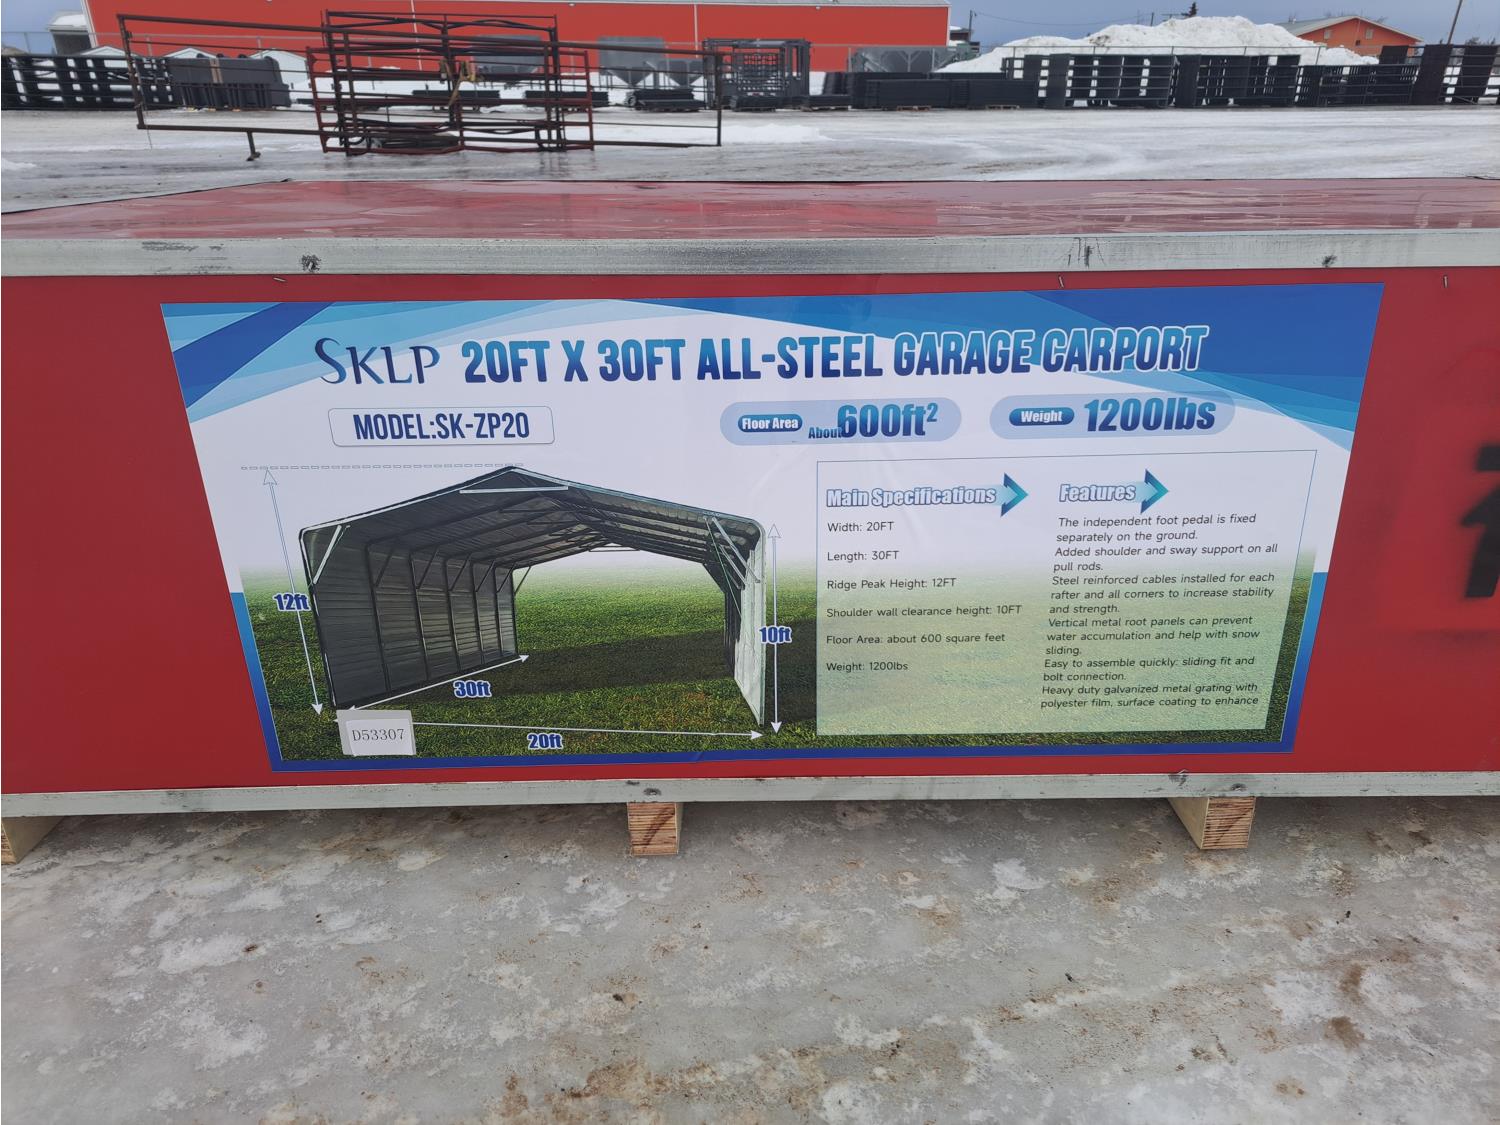 SKLP 20FT X 30FT ALL-STEEL GARAGE CARPORT
MODEL:SK-ZP20
Floor Area About 600ft²
Weight 1200lbs
12ft
30ft
20ft
10ft
D53307
Main Specifications
Width: 20FT
Length: 30FT
Ridge Peak Height: 12FT
Shoulder wall clearance height: 10FT
Floor Area: about 600 square feet
Weight: 1200lbs
Features
The independent foot pedal is fixed
separately on the ground.
Added shoulder and sway support on all
pull rods.
Steel reinforced cables installed for each
rafter and all corners to increase stability
and strength.
Vertical metal root panels can prevent
water accumulation and help with snow
sliding.
Easy to assemble quickly: sliding fit and
bolt connection.
Heavy duty galvanized metal grating with
polyester film, surface coating to enhance